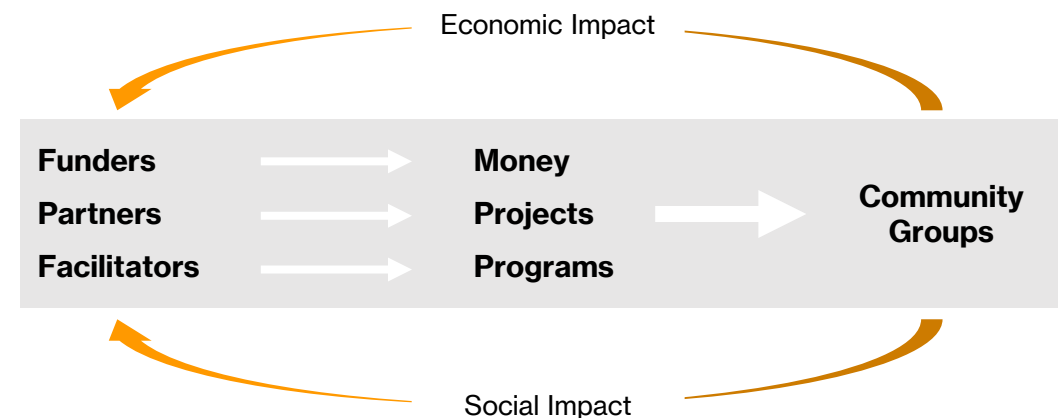 Economic Impact
Funders
Money
Partners
Projects
Facilitators
Programs
Community
Groups
Social Impact